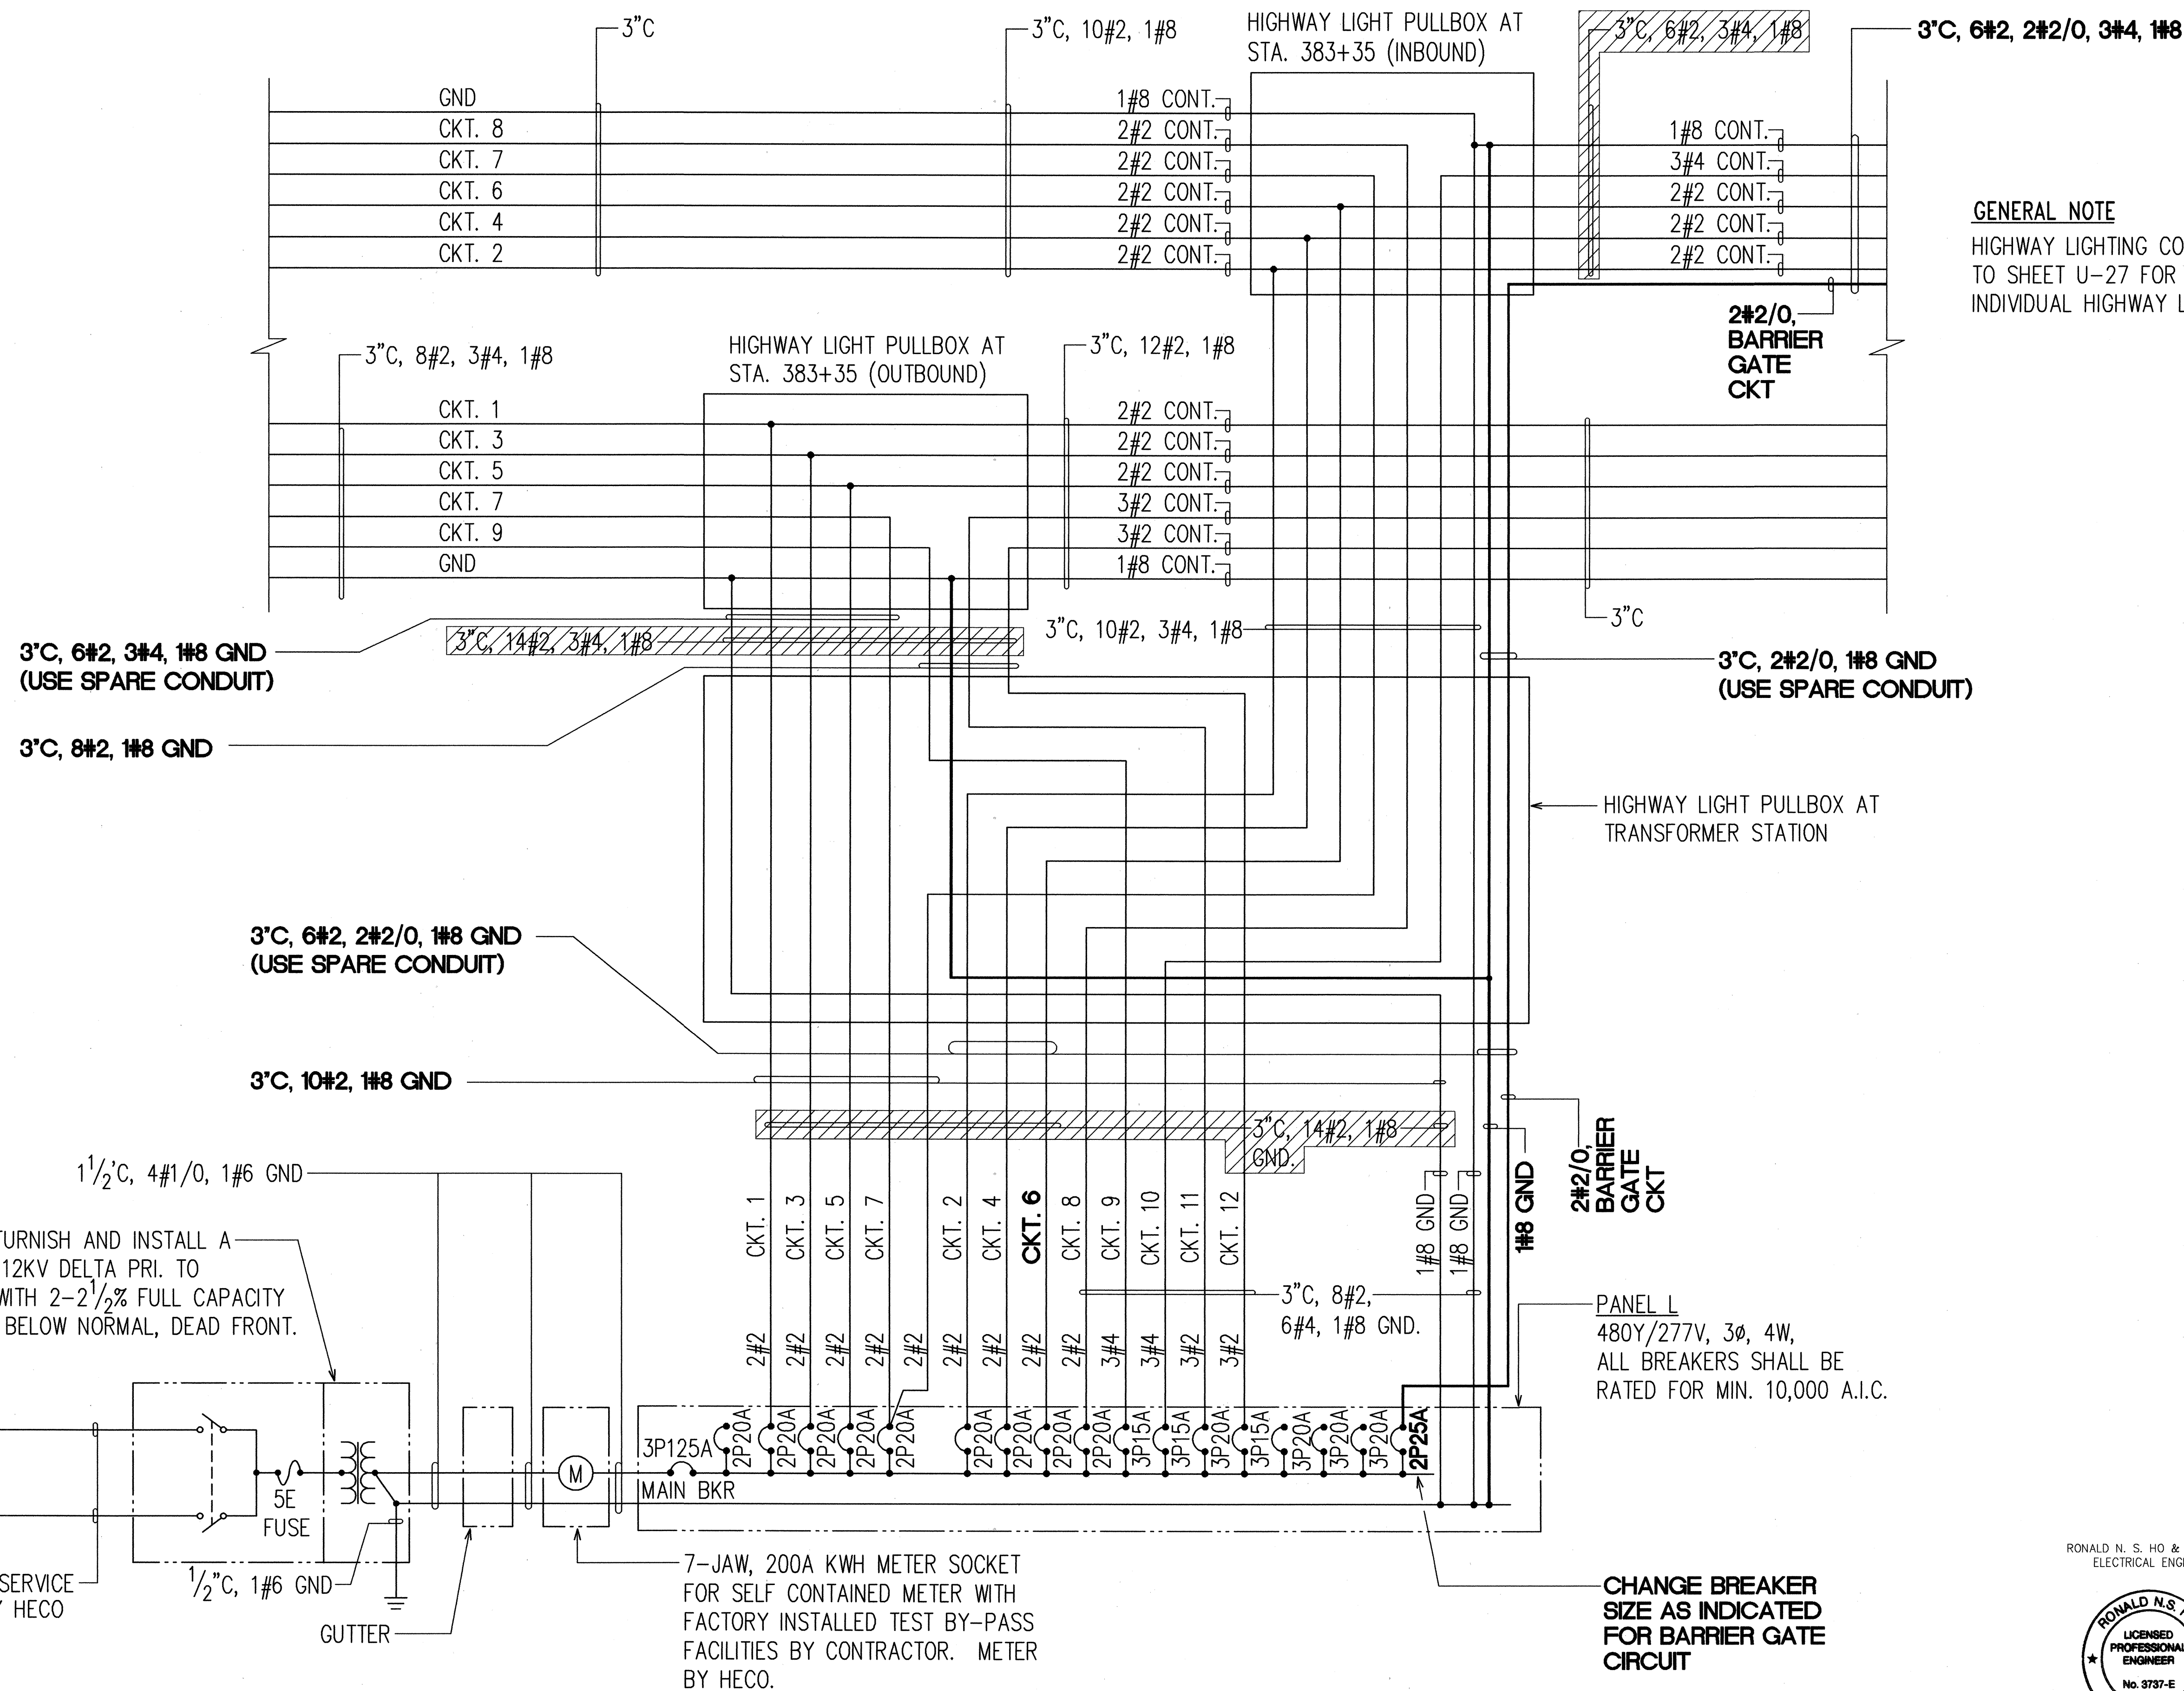 3"C
3"C, 10#2, 1#8
HIGHWAY LIGHT PULLBOX AT
STA. 383+35 (INBOUND)
3"C, 6#2, 3#4, 1#8
3"C, 6#2, 2#2/0, 3#4, 1#8
GND
CKT. 8
CKT. 7
CKT. 6
CKT. 4
CKT. 2
1#8 CONT.
2#2 CONT.
2#2 CONT.
2#2 CONT.
2#2 CONT.
2#2 CONT.
1#8 CONT.
3#4 CONT.
2#2 CONT.
2#2 CONT.
2#2 CONT.
GENERAL NOTE
HIGHWAY LIGHTING CO
TO SHEET U-27 FOR
INDIVIDUAL HIGHWAY L
2#2/0,
BARRIER
GATE
CKT
3"C, 8#2, 3#4, 1#8
HIGHWAY LIGHT PULLBOX AT
STA. 383+35 (OUTBOUND)
3"C, 12#2, 1#8
CKT. 1
CKT. 3
CKT. 5
CKT. 7
CKT. 9
GND
2#2 CONT.
2#2 CONT.
2#2 CONT.
3#2 CONT.
3#2 CONT.
1#8 CONT.
3"C
3"C, 6#2, 3#4, 1#8 GND
(USE SPARE CONDUIT)
3"C, 14#2, 3#4, 1#8
3"C, 10#2, 3#4, 1#8
3"C, 2#2/0, 1#8 GND
(USE SPARE CONDUIT)
3"C, 8#2, 1#8 GND
HIGHWAY LIGHT PULLBOX AT
TRANSFORMER STATION
3"C, 6#2, 2#2/0, 1#8 GND
(USE SPARE CONDUIT)
3"C, 10#2, 1#8 GND
3"C, 14#2, 1#8
GND.
1 1/2'C, 4#1/0, 1#6 GND
CKT. 1
CKT. 3
CKT. 5
CKT. 7
CKT. 2
CKT. 4
CKT. 6
CKT. 8
CKT. 9
CKT. 10
CKT. 11
CKT. 12
1#8 GND
1#8 GND
1#8 GND
2#2/0,
BARRIER
GATE
CKT
TURNISH AND INSTALL A
12KV DELTA PRI. TO
WITH 2-2 1/2% FULL CAPACITY
BELOW NORMAL, DEAD FRONT.
3"C, 8#2,
6#4, 1#8 GND.
2#2
2#2
2#2
2#2
2#2
2#2
2#2
2#2
2#2
3#4
3#4
3#2
3#2
PANEL L
480Y/277V, 3ø, 4W,
ALL BREAKERS SHALL BE
RATED FOR MIN. 10,000 A.I.C.
3P125A
MAIN BKR
2P20A
2P20A
2P20A
2P20A
2P20A
2P20A
2P20A
2P20A
2P20A
3P15A
3P15A
3P20A
3P15A
3P20A
3P20A
3P20A
2P25A
5E
FUSE
M
SERVICE
HECO
1/2"C, 1#6 GND
GUTTER
7-JAW, 200A KWH METER SOCKET
FOR SELF CONTAINED METER WITH
FACTORY INSTALLED TEST BY-PASS
FACILITIES BY CONTRACTOR. METER
BY HECO.
CHANGE BREAKER
SIZE AS INDICATED
FOR BARRIER GATE
CIRCUIT
RONALD N. S. HO &
ELECTRICAL ENG
RONALD N.S.
LICENSED
PROFESSIONAL
ENGINEER
No. 3737-E